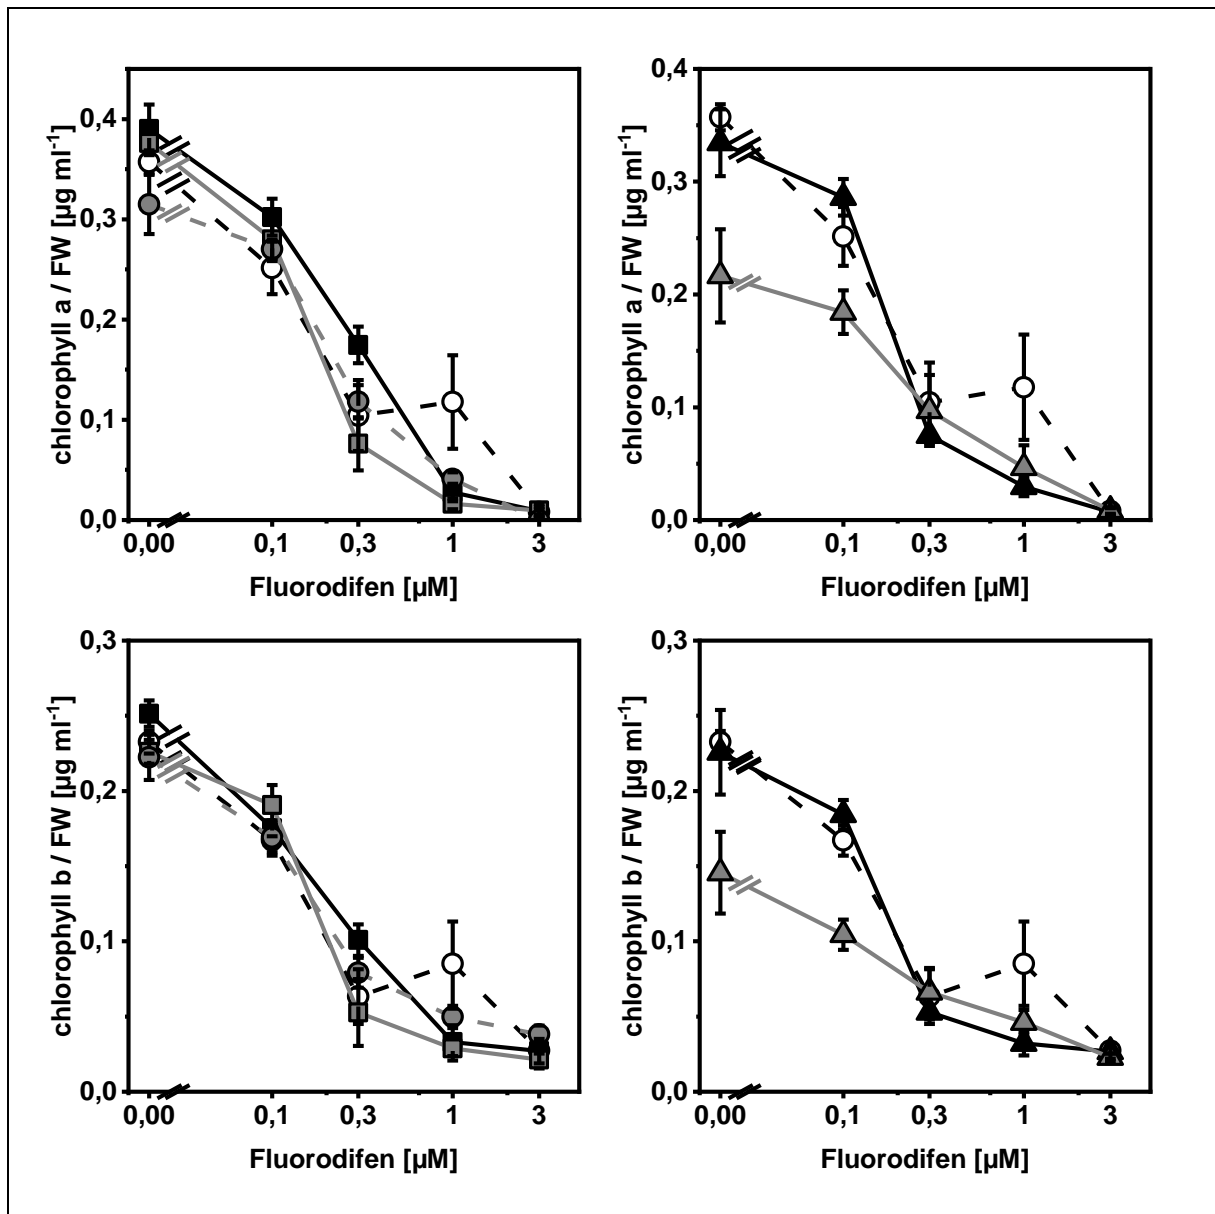 chlorophyll a / FW [µg ml⁻¹]
0,4
0,3
0,2
0,1
0,0
0,00 0,1 0,3 1 3
Fluorodifen [µM]
chlorophyll a / FW [µg ml⁻¹]
0,4
0,3
0,2
0,1
0,0
0,00 0,1 0,3 1 3
Fluorodifen [µM]
chlorophyll b / FW [µg ml⁻¹]
0,3
0,2
0,1
0,0
0,00 0,1 0,3 1 3
Fluorodifen [µM]
chlorophyll b / FW [µg ml⁻¹]
0,3
0,2
0,1
0,0
0,00 0,1 0,3 1 3
Fluorodifen [µM]